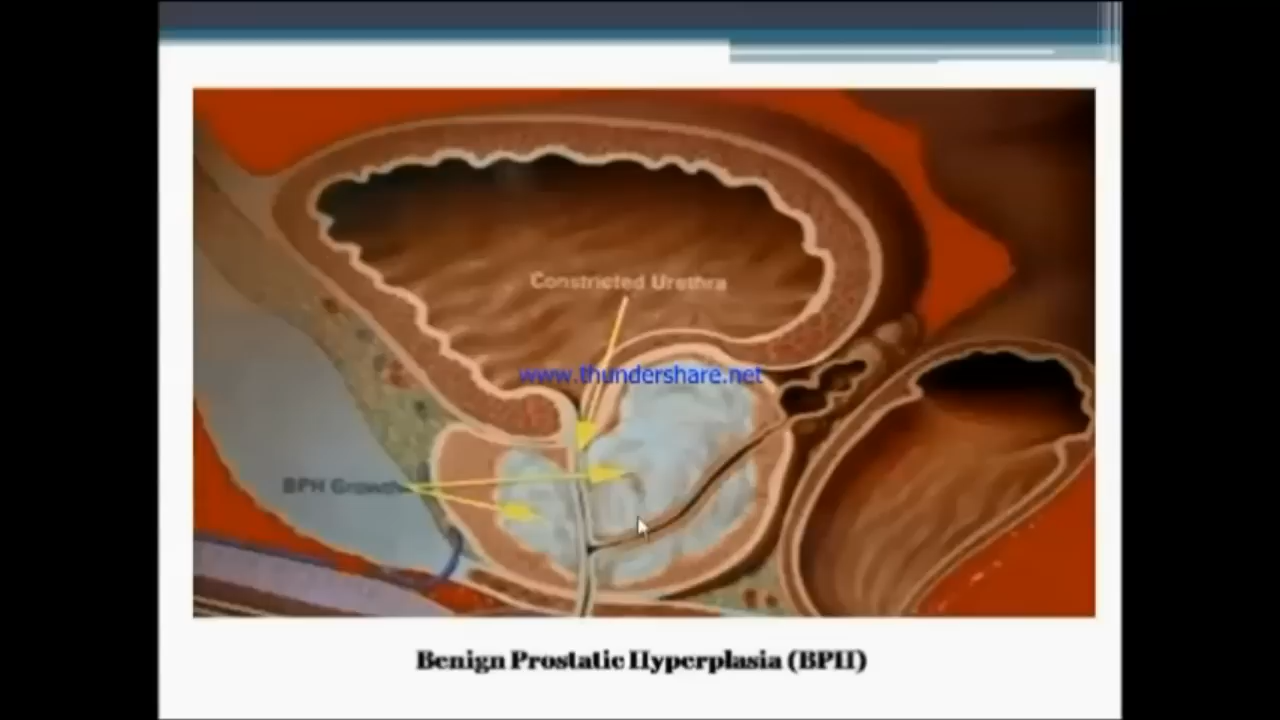 Constricted Urethra
www.thundershare.net
BPH Growth
Benign Prostatic Hyperplasia (BPH)